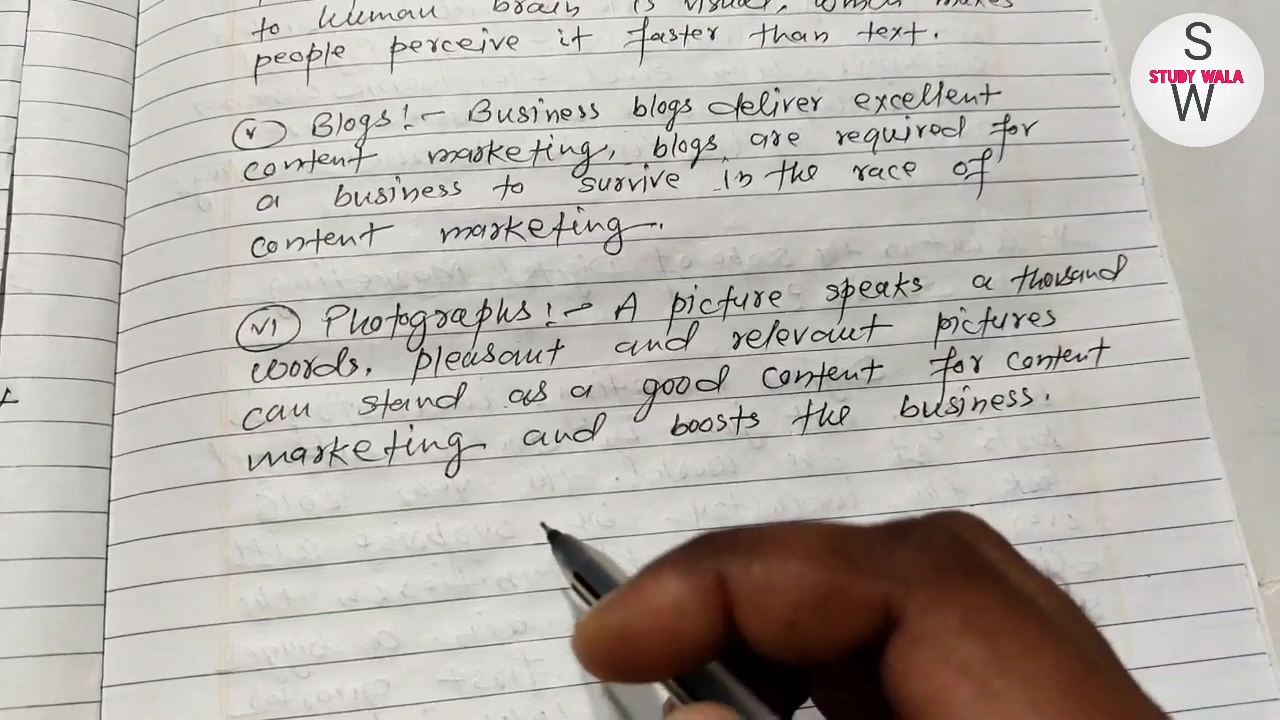 to human brain is visual, which makes
people perceive it faster than text.
(v) Blogs!- Business blogs deliver excellent
content marketing, blogs are required for
a business to survive in the race of
content marketing.
(vi) Photographs!- A picture speaks a thousand
words. pleasant and relevant pictures
can stand as a good content for content
marketing and boosts the business.
S
STUDY WALA
W